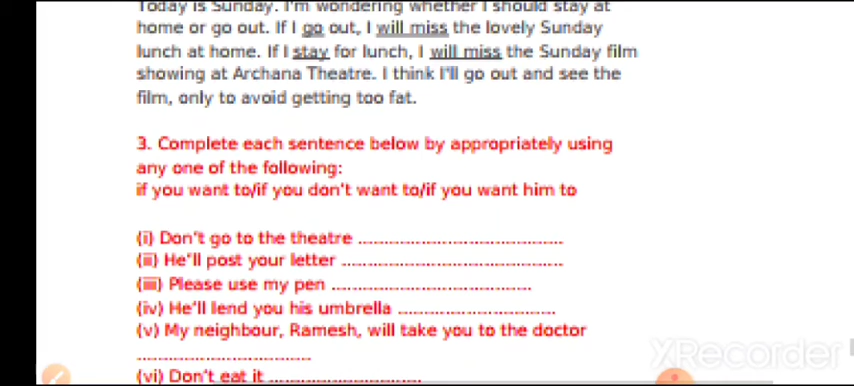 Today is Sunday. I'm wondering whether I should stay at
home or go out. If I go out, I will miss the lovely Sunday
lunch at home. If I stay for lunch, I will miss the Sunday film
showing at Archana Theatre. I think I'll go out and see the
film, only to avoid getting too fat.
3. Complete each sentence below by appropriately using
any one of the following:
if you want to/if you don't want to/if you want him to
(i) Don't go to the theatre ..........................................
(ii) He'll post your letter ..............................................
(iii) Please use my pen .........................................
(iv) He'll lend you his umbrella ................................
(v) My neighbour, Ramesh, will take you to the doctor
....................................
(vi) Don't eat it ................................
XRecorder